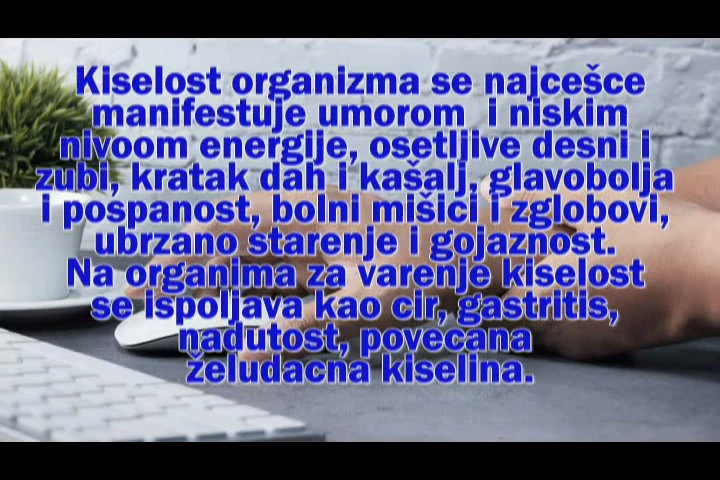 Kiselost organizma se najcešce
manifestuje umorom i niskim
nivoom energije, osetljive desni i
zubi, kratak dah i kašalj, glavobolja
i pospanost, bolni mišici i zglobovi,
ubrzano starenje i gojaznost.
Na organima za varenje kiselost
se ispoljava kao cir, gastritis,
nadutost, povecana
želudacna kiselina.